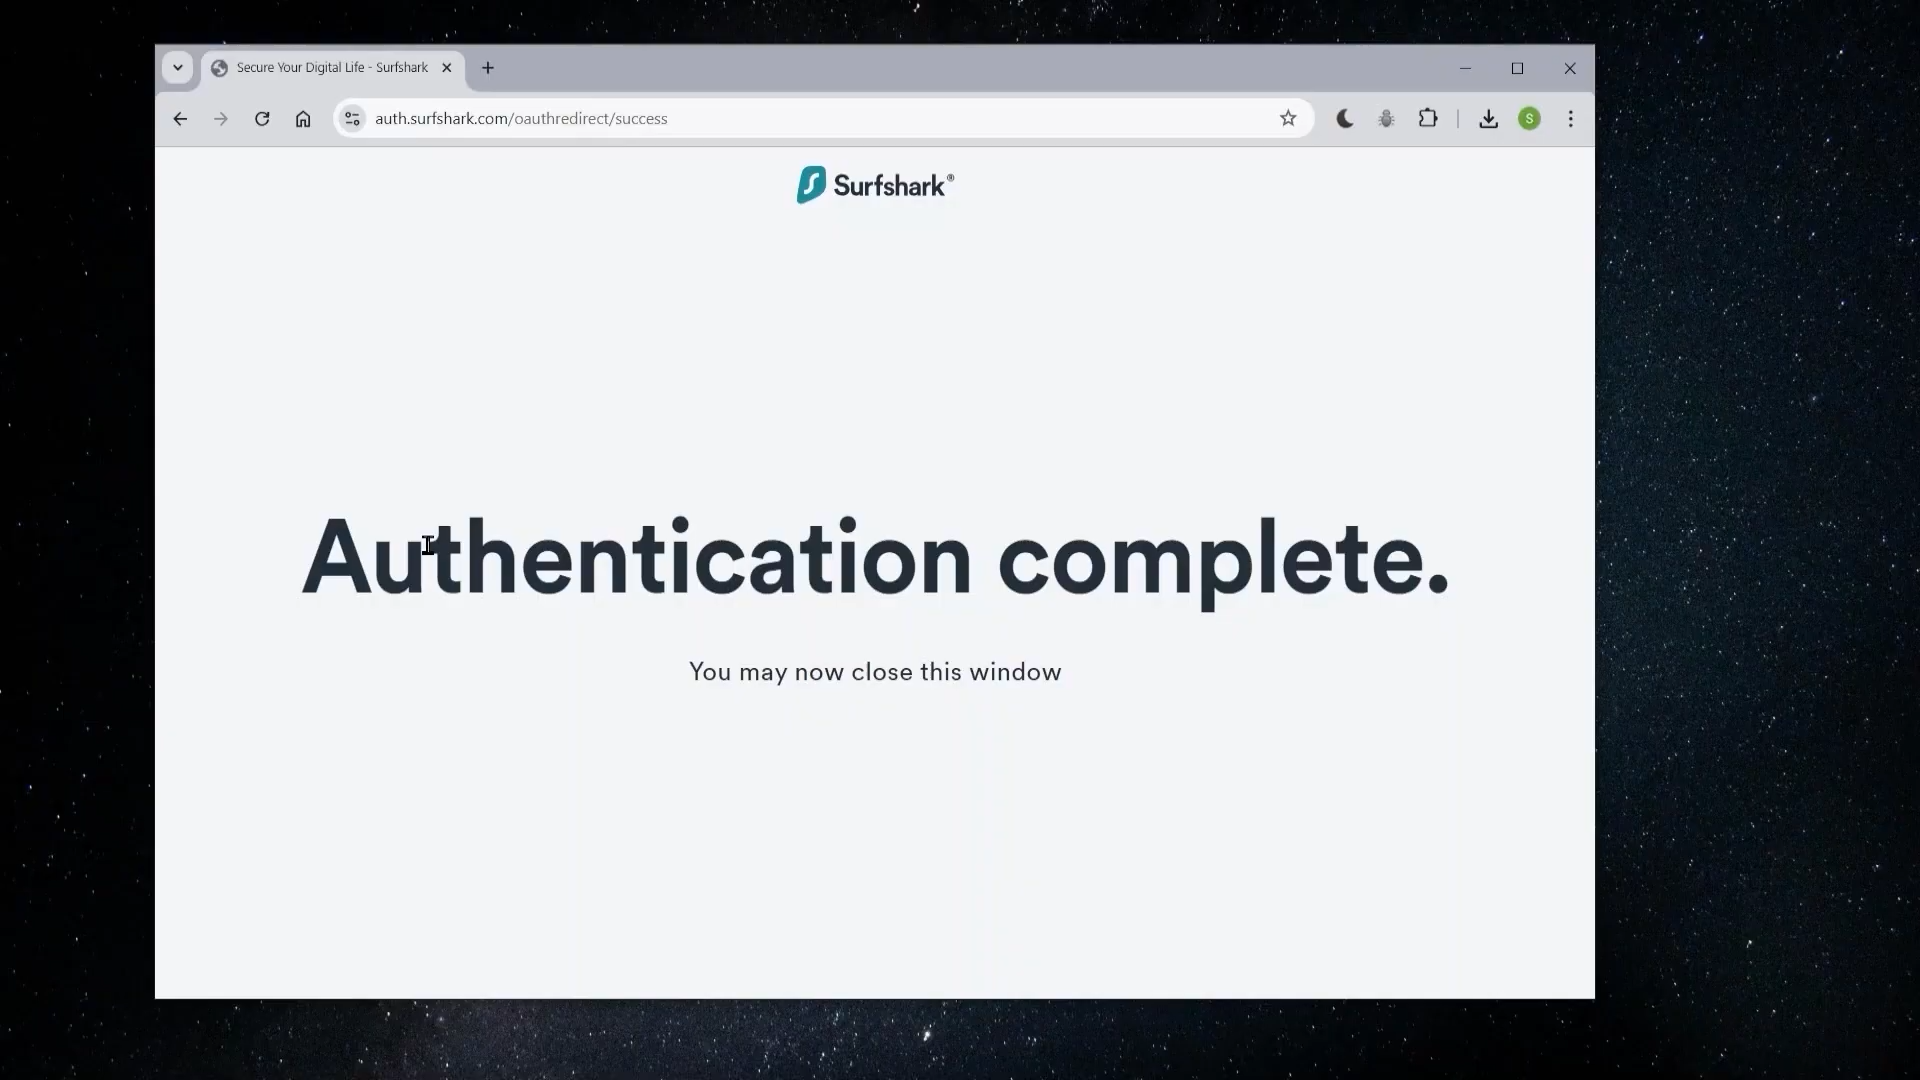 Secure Your Digital Life - Surfshark
auth.surfshark.com/oauthredirect/success
S
Surfshark®
Authentication complete.
You may now close this window